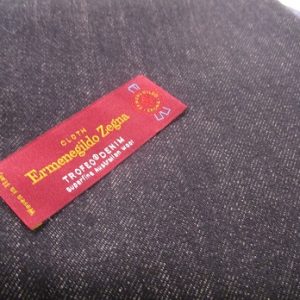 CLOTH
Ermenegildo Zegna
TROFEO® DENIM
Superfine Australian wool
E
Z